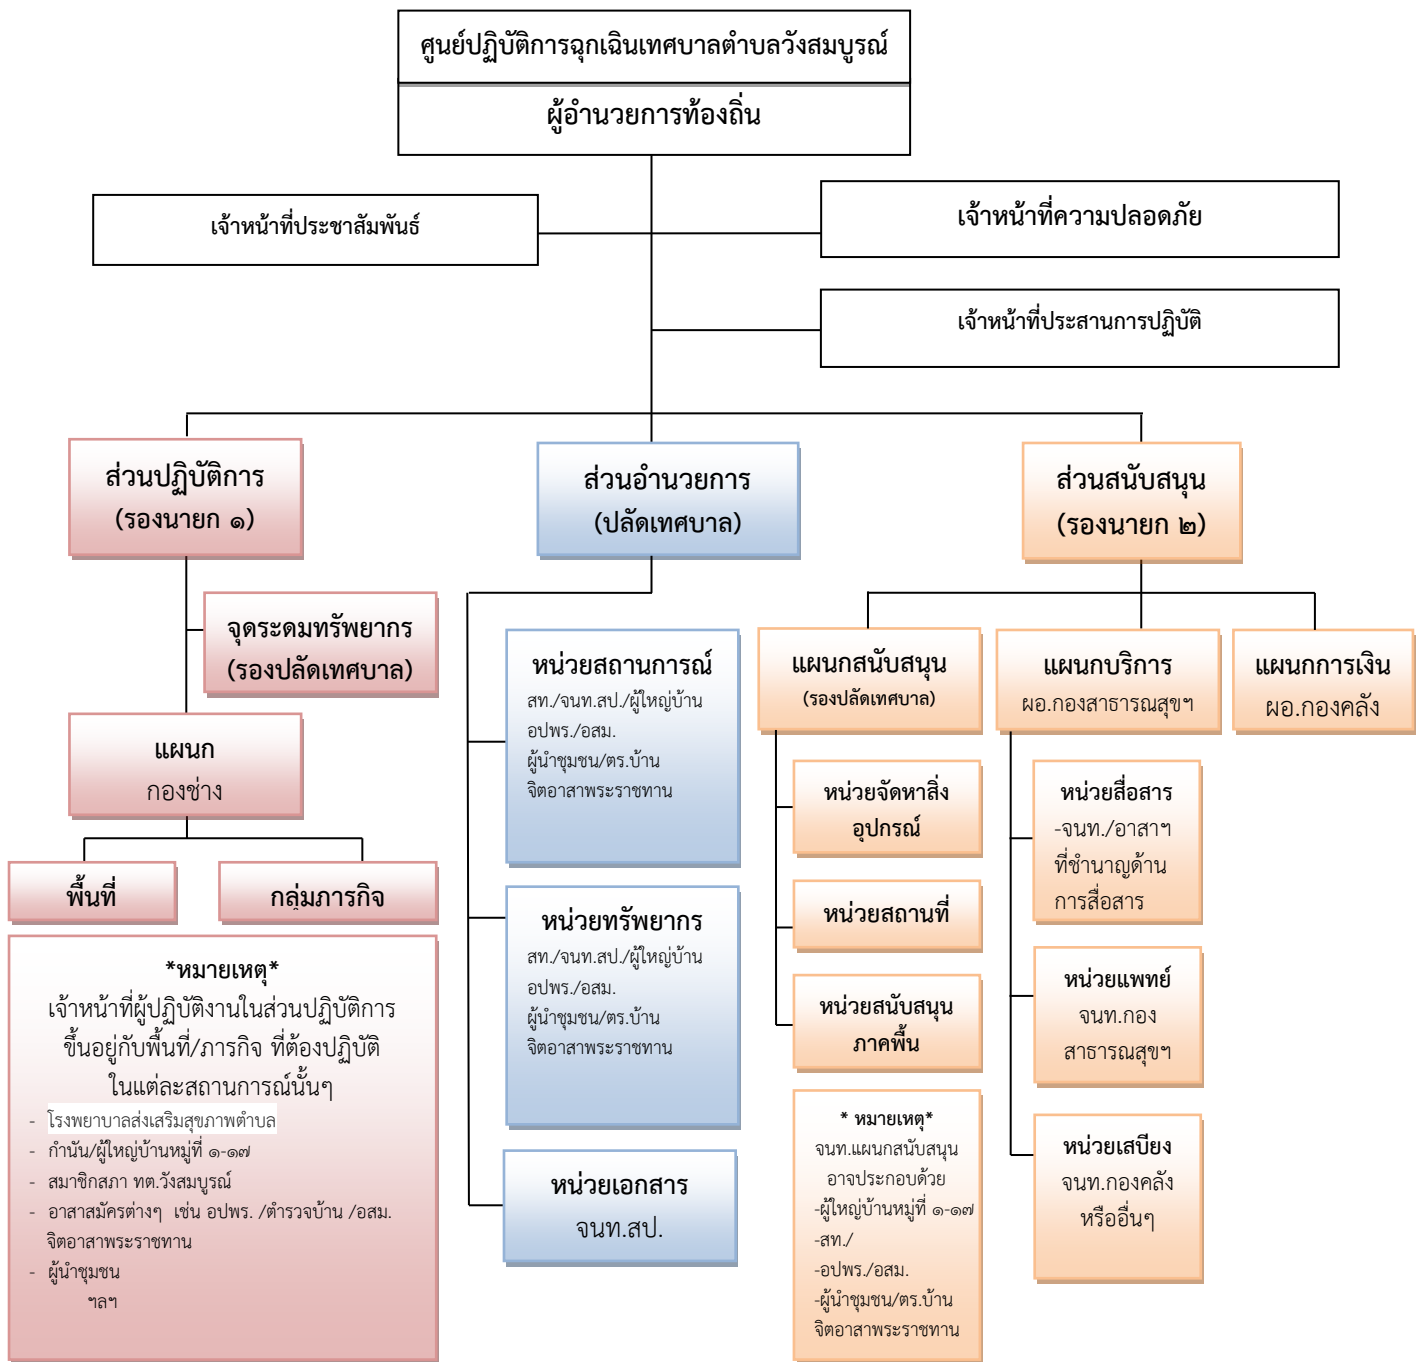 ศูนย์ปฏิบัติการฉุกเฉินเทศบาลตำบลวังสมบูรณ์
ผู้อำนวยการท้องถิ่น
เจ้าหน้าที่ประชาสัมพันธ์
เจ้าหน้าที่ความปลอดภัย
เจ้าหน้าที่ประสานการปฏิบัติ
ส่วนปฏิบัติการ
(รองนายก ๑)
จุดระดมทรัพยากร
(รองปลัดเทศบาล)
แผนก
กองช่าง
พื้นที่
กลุ่มภารกิจ
*หมายเหตุ*
เจ้าหน้าที่ผู้ปฏิบัติงานในส่วนปฏิบัติการ
ขึ้นอยู่กับพื้นที่/ภารกิจ ที่ต้องปฏิบัติ
ในแต่ละสถานการณ์นั้นๆ
- โรงพยาบาลส่งเสริมสุขภาพตำบล
- กำนัน/ผู้ใหญ่บ้านหมู่ที่ ๑-๑๗
- สมาชิกสภา ทต.วังสมบูรณ์
- อาสาสมัครต่างๆ เช่น อปพร. /ตำรวจบ้าน /อสม.
จิตอาสาพระราชทาน
- ผู้นำชุมชน
ฯลฯ
ส่วนอำนวยการ
(ปลัดเทศบาล)
หน่วยสถานการณ์
สท./จนท.สป./ผู้ใหญ่บ้าน
อปพร./อสม.
ผู้นำชุมชน/ตร.บ้าน
จิตอาสาพระราชทาน
หน่วยทรัพยากร
สท./จนท.สป./ผู้ใหญ่บ้าน
อปพร./อสม.
ผู้นำชุมชน/ตร.บ้าน
จิตอาสาพระราชทาน
หน่วยเอกสาร
จนท.สป.
ส่วนสนับสนุน
(รองนายก ๒)
แผนกสนับสนุน
(รองปลัดเทศบาล)
หน่วยจัดหาสิ่ง
อุปกรณ์
หน่วยสถานที่
หน่วยสนับสนุน
ภาคพื้น
* หมายเหตุ*
จนท.แผนกสนับสนุน
อาจประกอบด้วย
-ผู้ใหญ่บ้านหมู่ที่ ๑-๑๗
-สท./
-อปพร./อสม.
-ผู้นำชุมชน/ตร.บ้าน
จิตอาสาพระราชทาน
แผนกบริการ
ผอ.กองสาธารณสุขฯ
หน่วยสื่อสาร
-จนท./อาสาฯ
ที่ชำนาญด้าน
การสื่อสาร
หน่วยแพทย์
จนท.กอง
สาธารณสุขฯ
หน่วยเสบียง
จนท.กองคลัง
หรืออื่นๆ
แผนกการเงิน
ผอ.กองคลัง